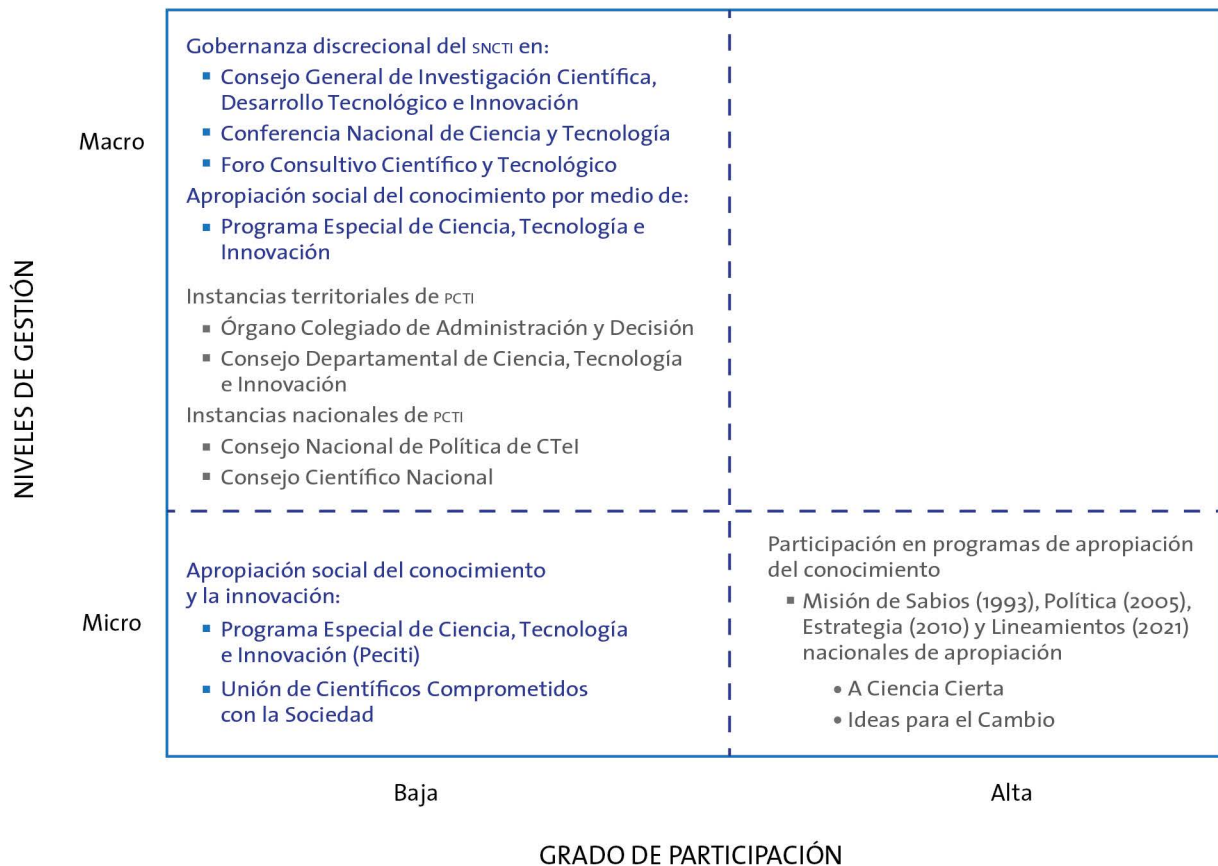 NIVELES DE GESTIÓN
Macro
Gobernanza discrecional del SNCTI en:
▪ Consejo General de Investigación Científica,
Desarrollo Tecnológico e Innovación
▪ Conferencia Nacional de Ciencia y Tecnología
▪ Foro Consultivo Científico y Tecnológico
Apropiación social del conocimiento por medio de:
▪ Programa Especial de Ciencia, Tecnología e
Innovación
Instancias territoriales de PCTI
▪ Órgano Colegiado de Administración y Decisión
▪ Consejo Departamental de Ciencia, Tecnología
e Innovación
Instancias nacionales de PCTI
▪ Consejo Nacional de Política de CTeI
▪ Consejo Científico Nacional
Micro
Apropiación social del conocimiento
y la innovación:
▪ Programa Especial de Ciencia, Tecnología
e Innovación (Peciti)
▪ Unión de Científicos Comprometidos
con la Sociedad
Participación en programas de apropiación
del conocimiento
▪ Misión de Sabios (1993), Política (2005),
Estrategia (2010) y Lineamientos (2021)
nacionales de apropiación
• A Ciencia Cierta
• Ideas para el Cambio
Baja
Alta
GRADO DE PARTICIPACIÓN